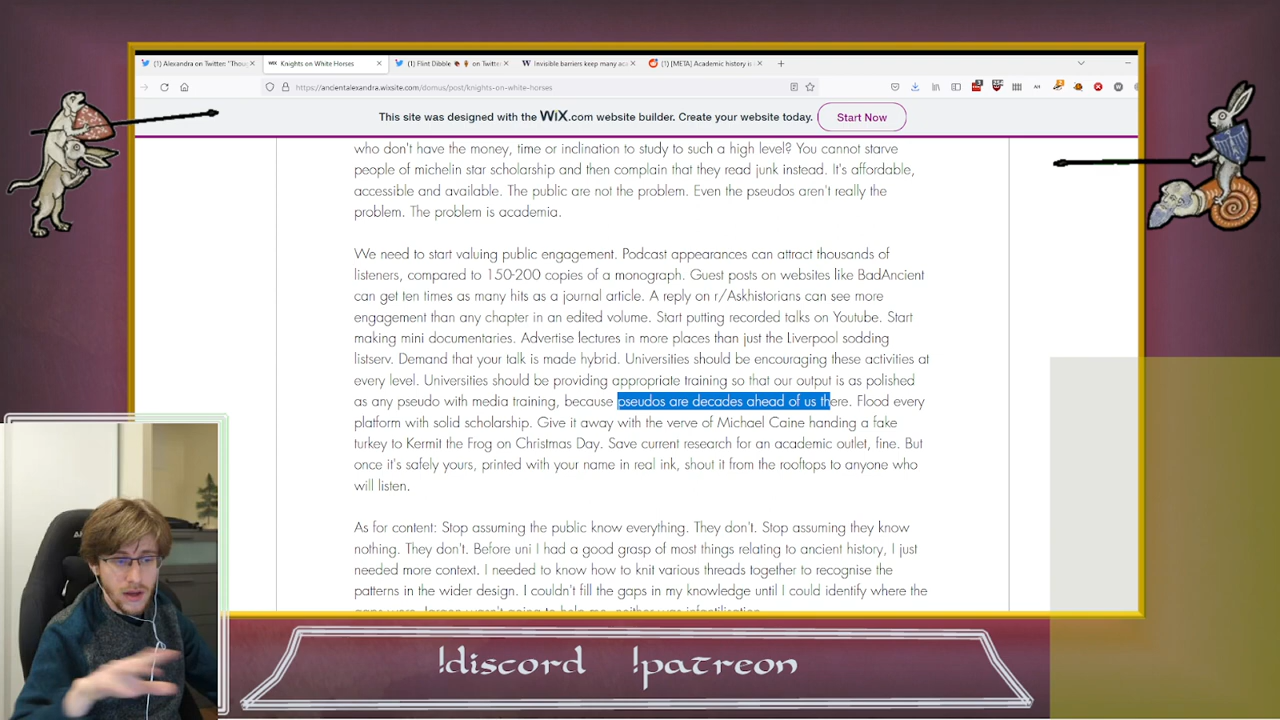 (1) Alexandra on Twitter: "Thou
Knights on White Horses
(1) Flint Dibble on Twitte
Invisible barriers keep many ac
(1) [META] Academic history is
https://ancientalexandra.wixsite.com/domus/post/knights-on-white-horses
This site was designed with the WiX.com website builder. Create your website today. Start Now
who don't have the money, time or inclination to study to such a high level? You cannot starve
people of michelin star scholarship and then complain that they read junk instead. It's affordable,
accessible and available. The public are not the problem. Even the pseudos aren't really the
problem. The problem is academia.
We need to start valuing public engagement. Podcast appearances can attract thousands of
listeners, compared to 150-200 copies of a monograph. Guest posts on websites like BadAncient
can get ten times as many hits as a journal article. A reply on r/Askhistorians can see more
engagement than any chapter in an edited volume. Start putting recorded talks on Youtube. Start
making mini documentaries. Advertise lectures in more places than just the Liverpool sodding
listserv. Demand that your talk is made hybrid. Universities should be encouraging these activities at
every level. Universities should be providing appropriate training so that our output is as polished
as any pseudo with media training, because pseudos are decades ahead of us there. Flood every
platform with solid scholarship. Give it away with the verve of Michael Caine handing a fake
turkey to Kermit the Frog on Christmas Day. Save current research for an academic outlet, fine. But
once it's safely yours, printed with your name in real ink, shout it from the rooftops to anyone who
will listen.
As for content: Stop assuming the public know everything. They don't. Stop assuming they know
nothing. They don't. Before uni I had a good grasp of most things relating to ancient history, I just
needed more context. I needed to know how to knit various threads together to recognise the
patterns in the wider design. I couldn't fill the gaps in my knowledge until I could identify where the
!discord !patreon